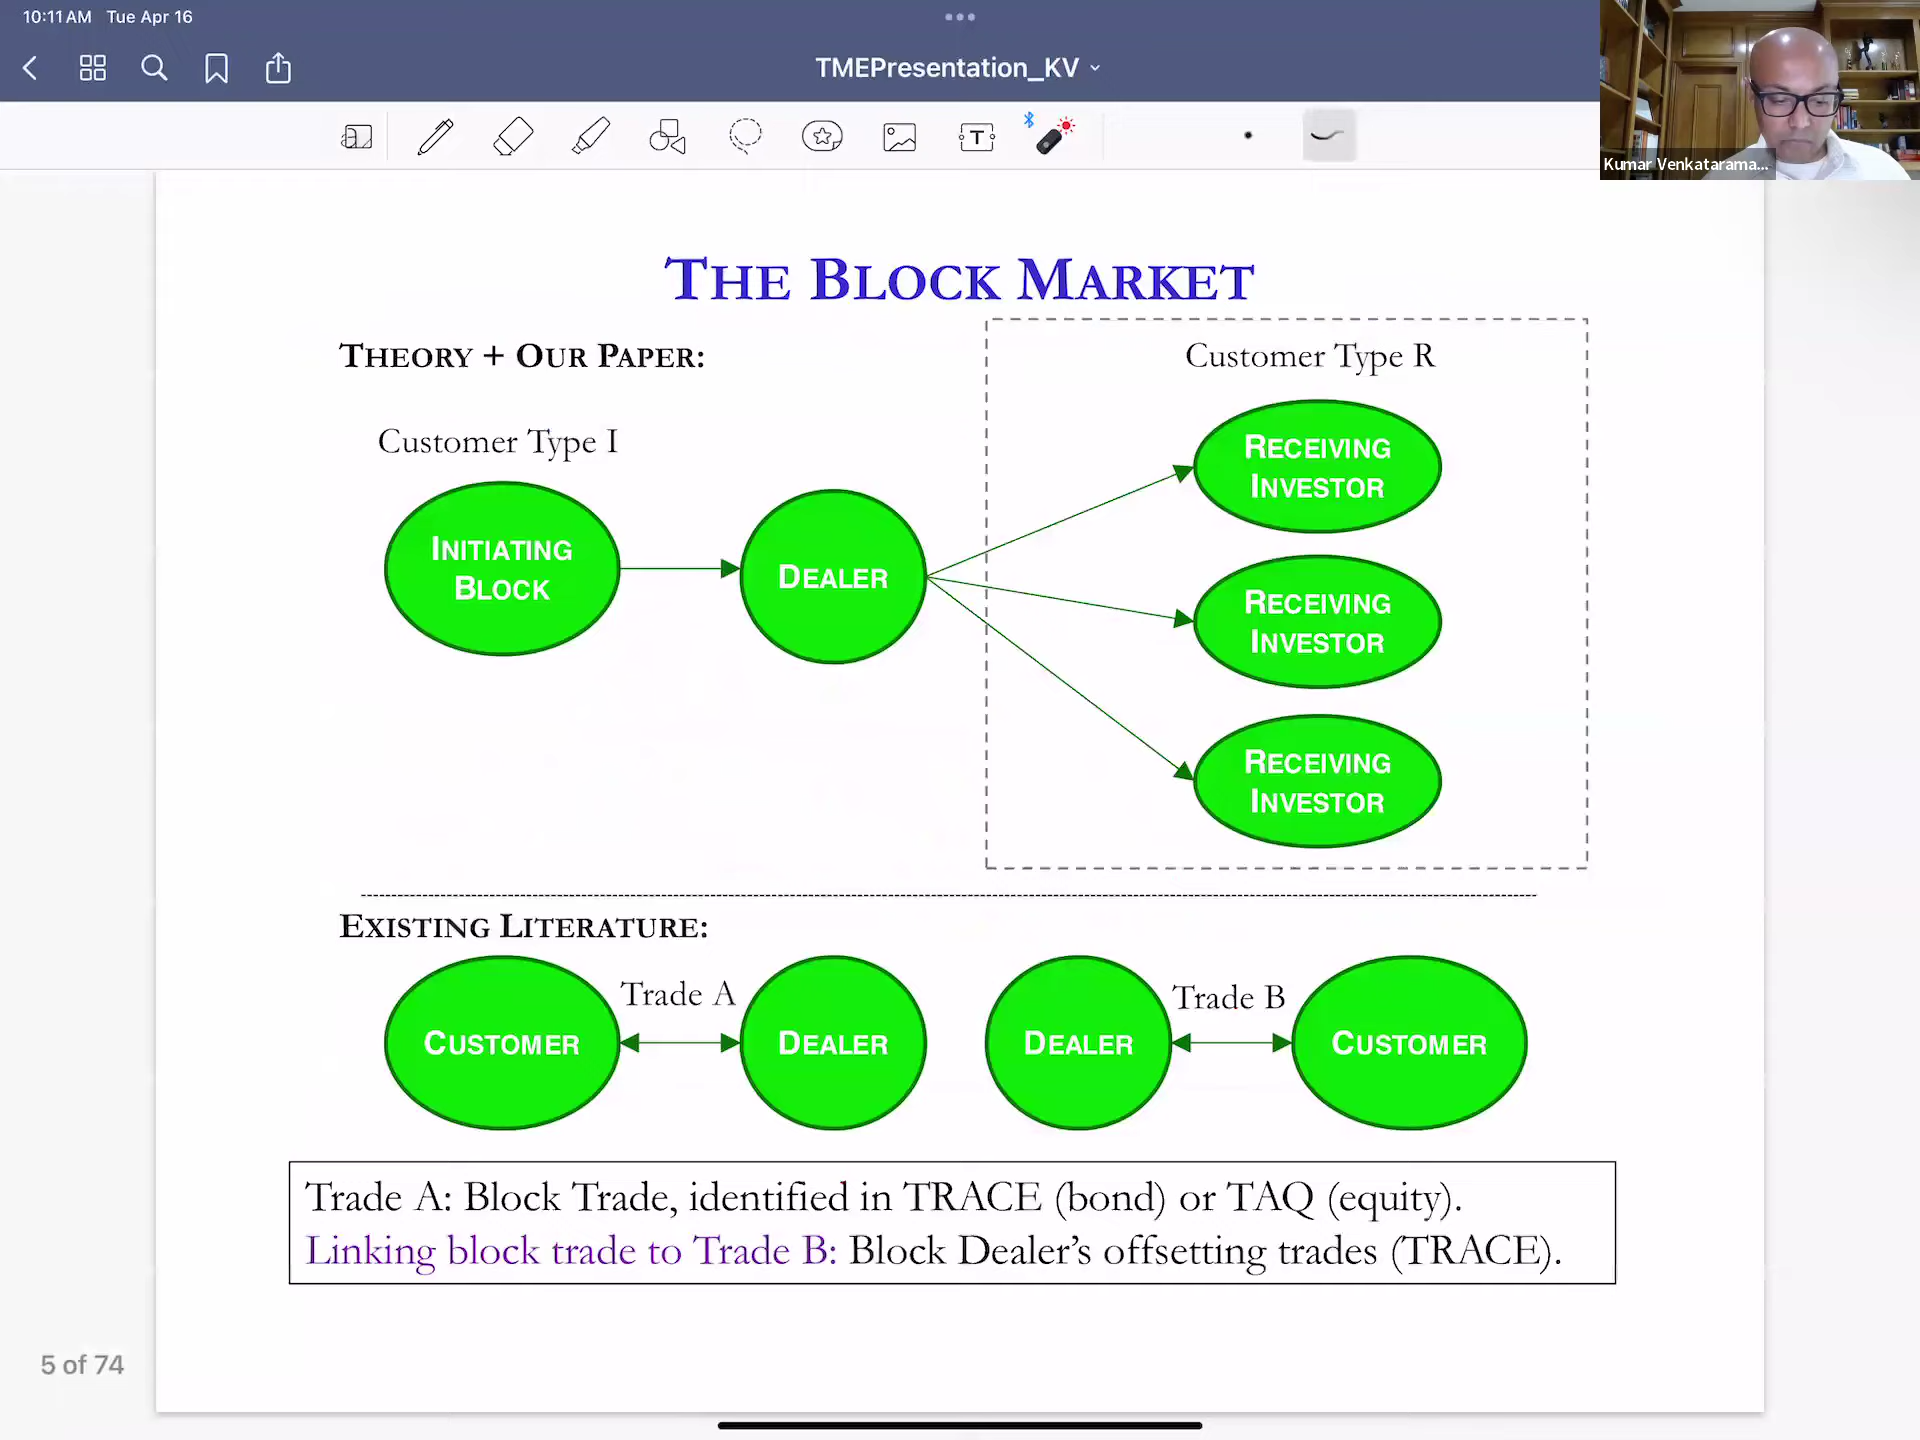 10:11 AM Tue Apr 16
TMEPresentation_KV
Kumar Venkatarama...
THE BLOCK MARKET
THEORY + OUR PAPER:
Customer Type R
Customer Type I
RECEIVING
INVESTOR
INITIATING
BLOCK
DEALER
RECEIVING
INVESTOR
RECEIVING
INVESTOR
EXISTING LITERATURE:
Trade A
Trade B
CUSTOMER
DEALER
DEALER
CUSTOMER
Trade A: Block Trade, identified in TRACE (bond) or TAQ (equity).
Linking block trade to Trade B: Block Dealer's offsetting trades (TRACE).
5 of 74